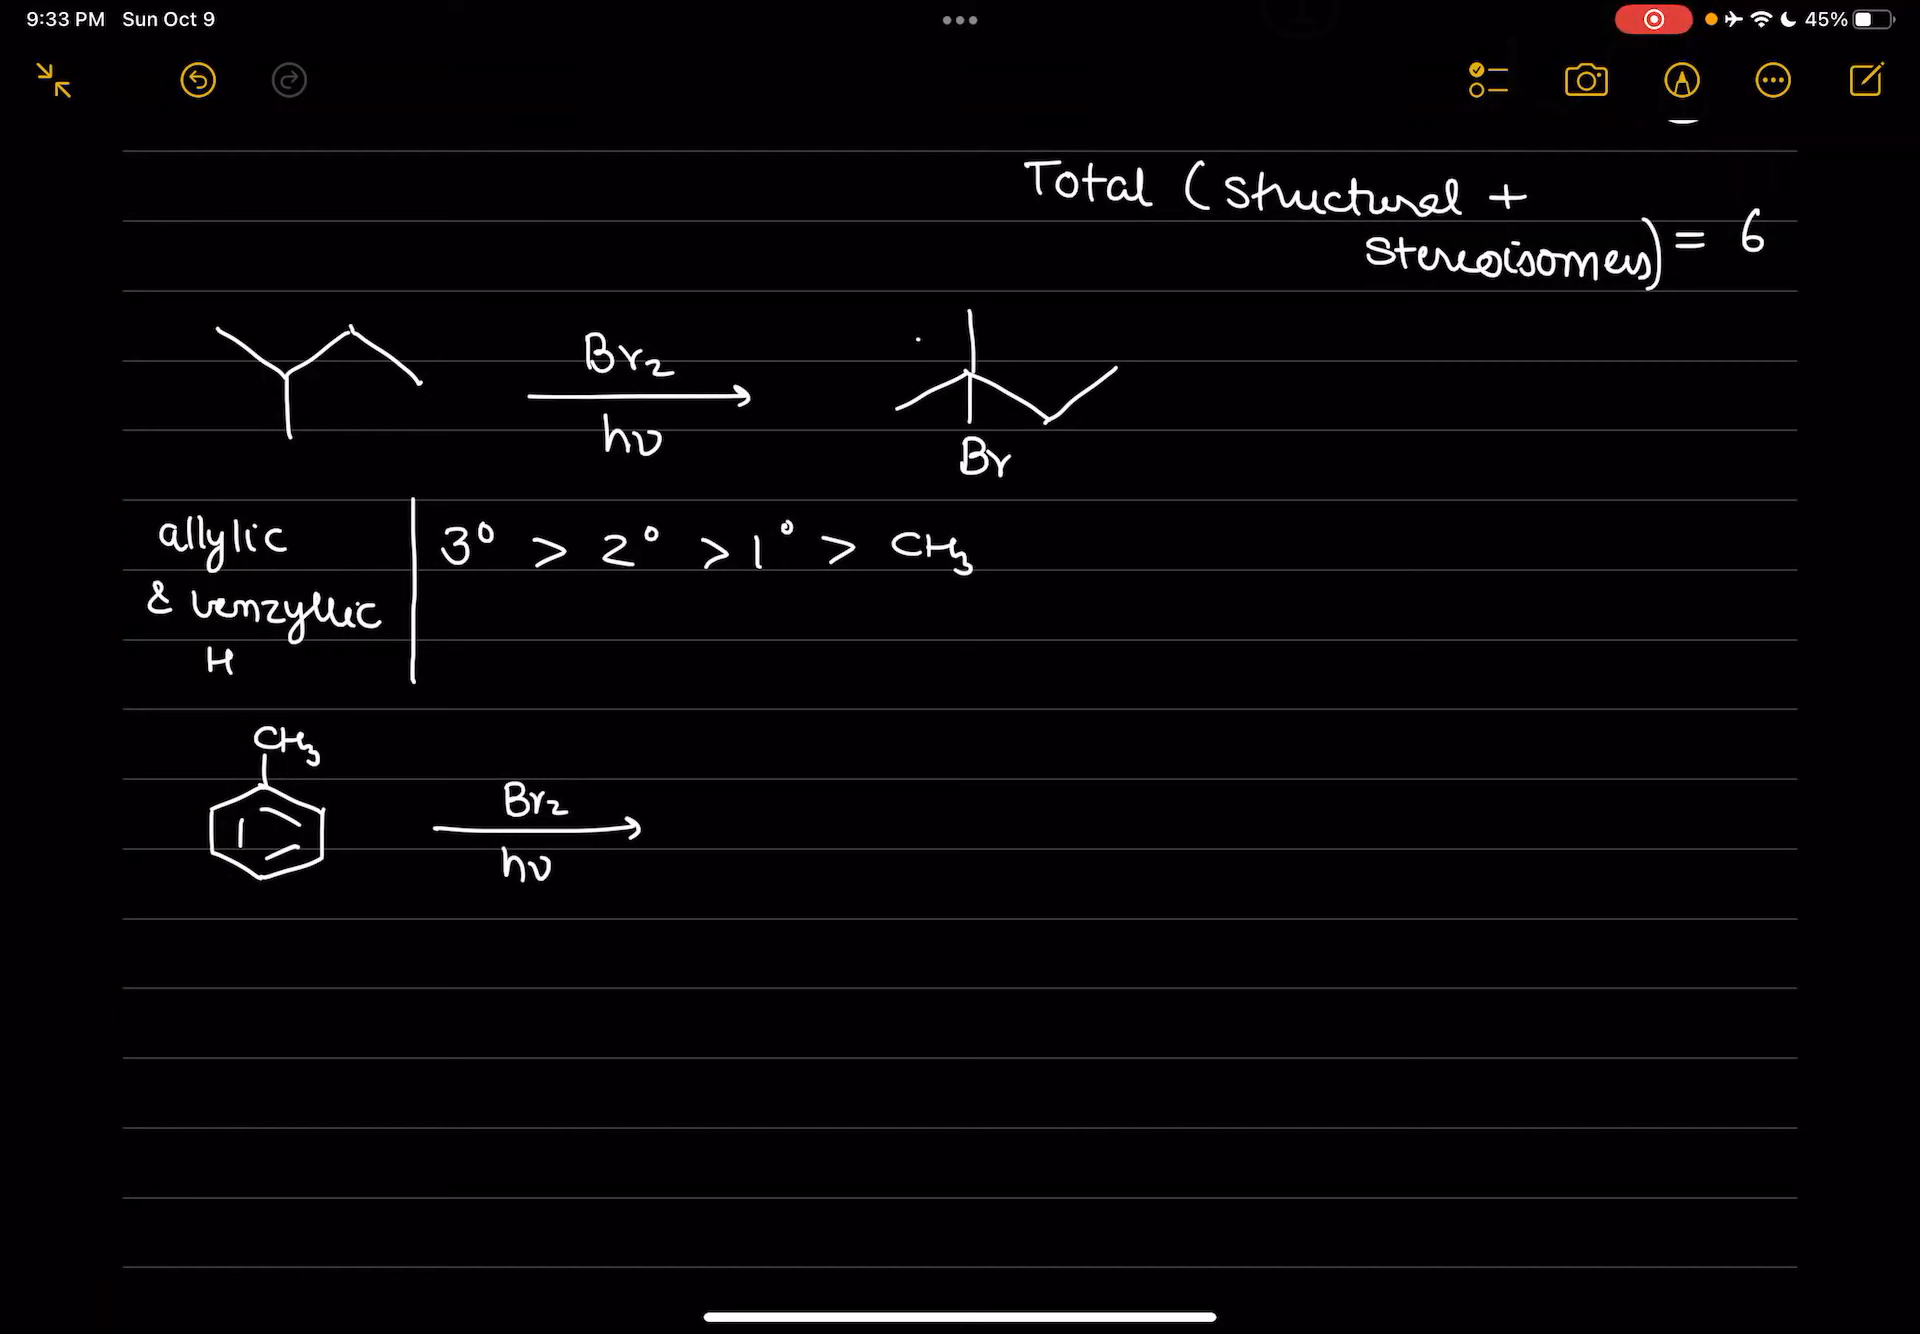 9:33 PM Sun Oct 9
45%
Total (structural +
stereoisomers) = 6
Br₂
hν
Br
allylic
& benzyllic
H
3° > 2° > 1° > CH₃
CH₃
Br₂
hν